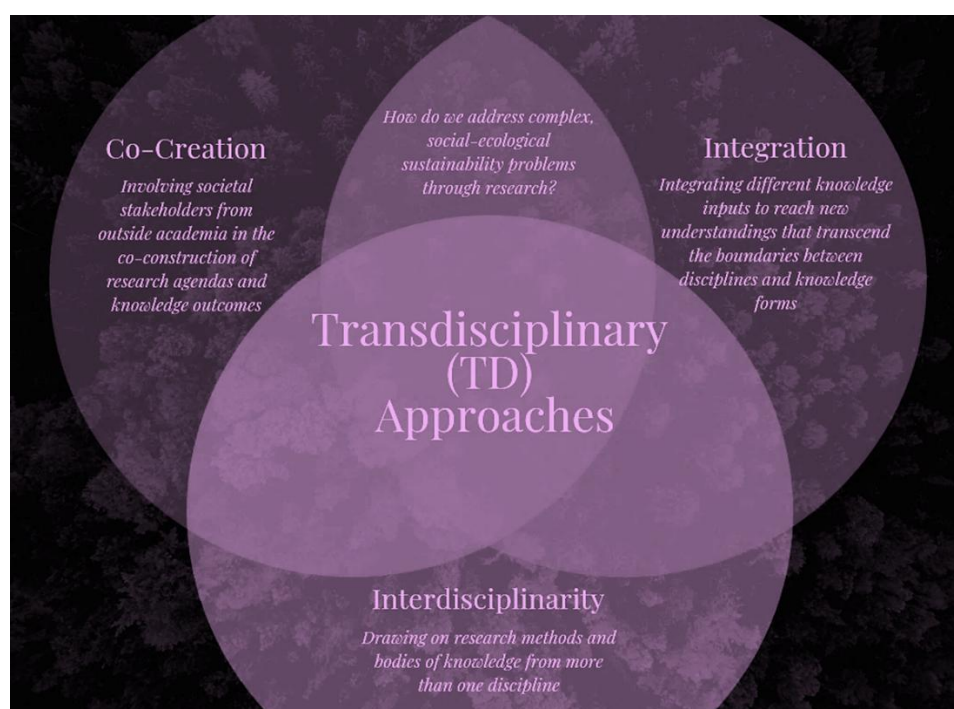 How do we address complex,
social-ecological
sustainability problems
through research?
Co-Creation
Involving societal
stakeholders from
outside academia in the
co-construction of
research agendas and
knowledge outcomes
Integration
Integrating different knowledge
inputs to reach new
understandings that transcend
the boundaries between
disciplines and knowledge
forms
Transdisciplinary
(TD)
Approaches
Interdisciplinarity
Drawing on research methods and
bodies of knowledge from more
than one discipline